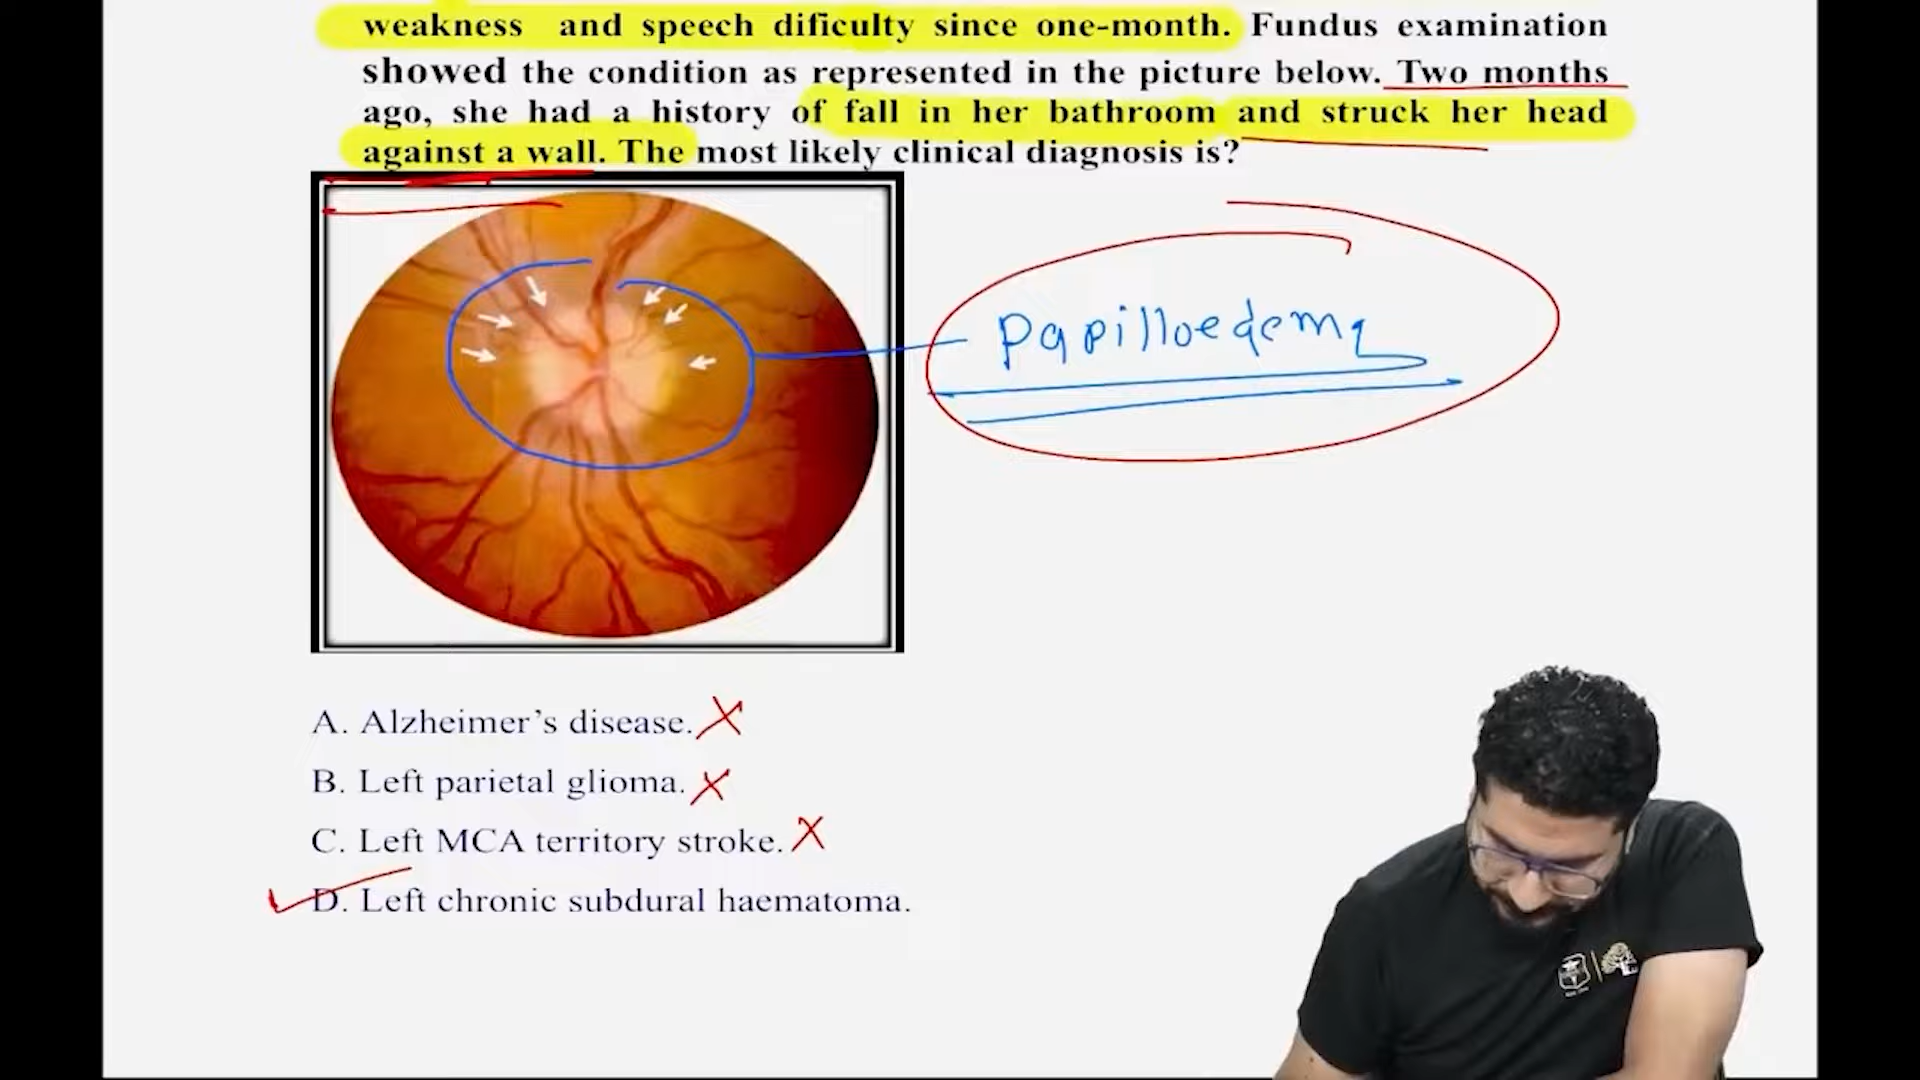 weakness and speech dificulty since one-month. Fundus examination
showed the condition as represented in the picture below. Two months
ago, she had a history of fall in her bathroom and struck her head
against a wall. The most likely clinical diagnosis is?
Papilloedema
A. Alzheimer’s disease.
B. Left parietal glioma.
C. Left MCA territory stroke.
D. Left chronic subdural haematoma.